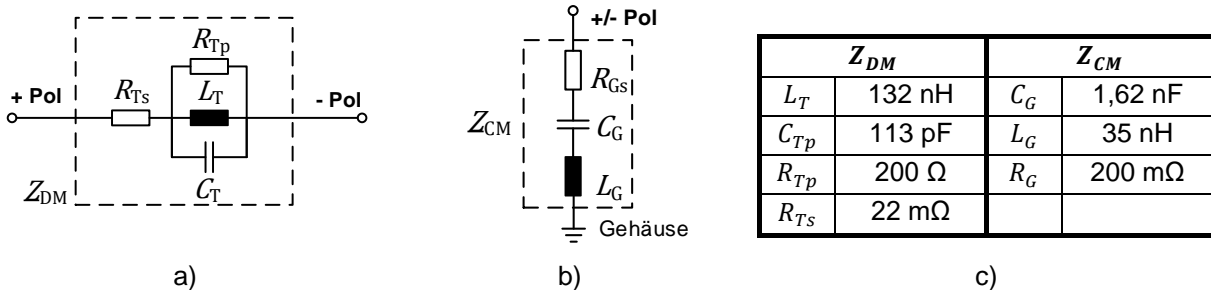 R_Tp
+ Pol
R_Ts
L_T
- Pol
C_T
Z_DM
a)
+/- Pol
R_Gs
Z_CM
C_G
L_G
Gehäuse
b)
Z_DM Z_CM
L_T 132 nH C_G 1,62 nF
C_Tp 113 pF L_G 35 nH
R_Tp 200 Ω R_G 200 mΩ
R_Ts 22 mΩ
c)